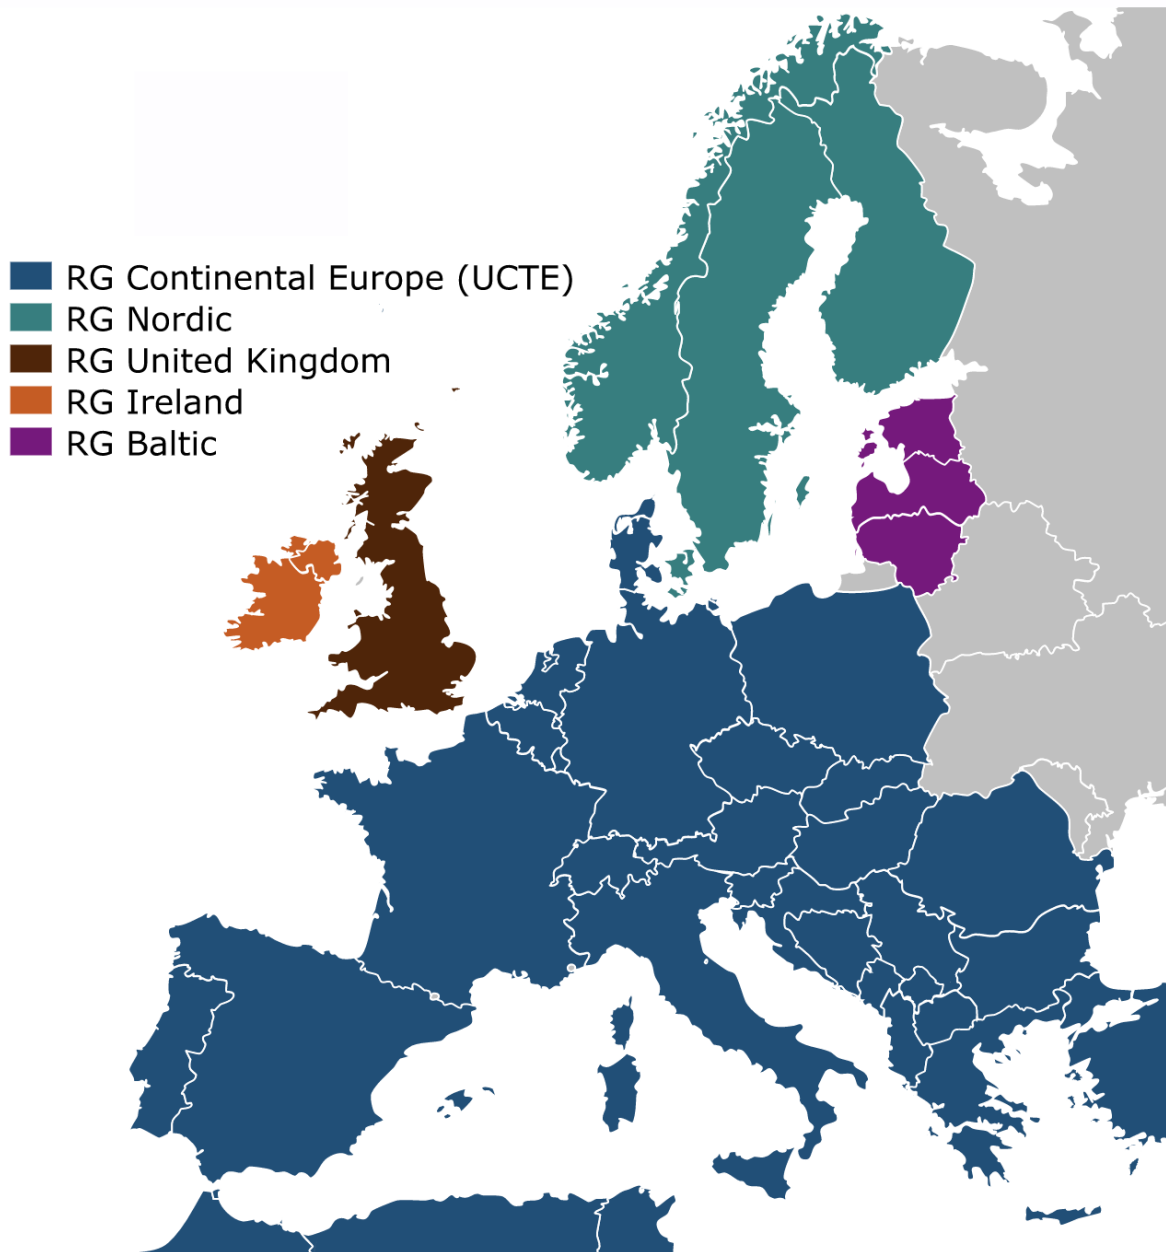 RG Continental Europe (UCTE)
RG Nordic
RG United Kingdom
RG Ireland
RG Baltic